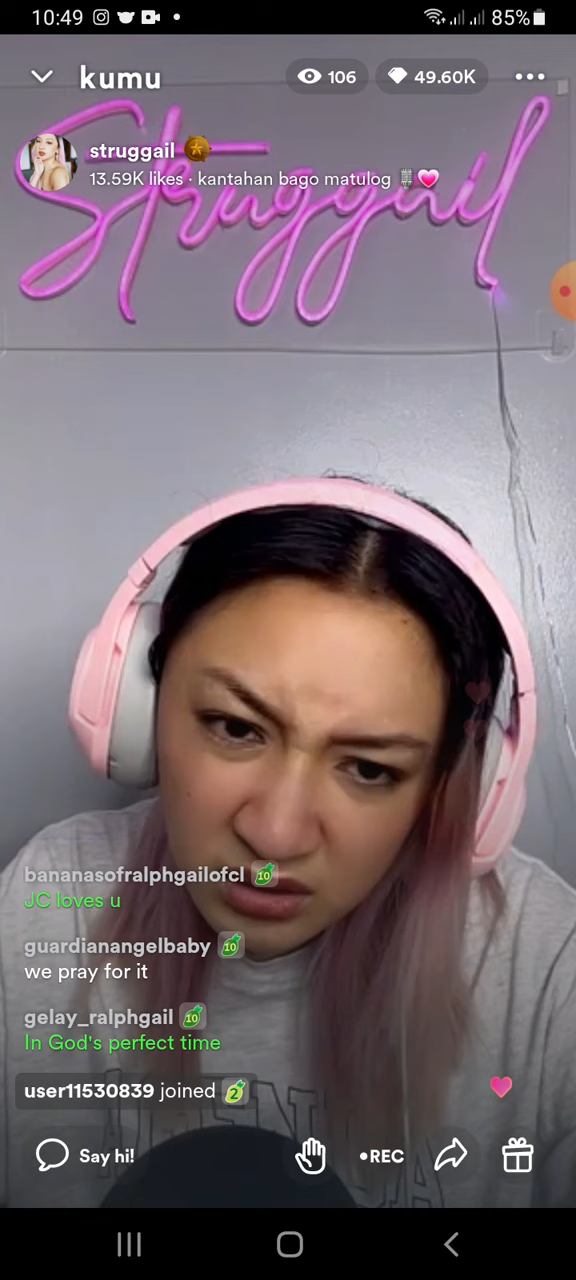 10:49
85%
kumu
106
49.60K
Struggail
struggail
13.59K likes · kantahan bago matulog
bananasofralphgailofcl 10
JC loves u
guardianangelbaby 10
we pray for it
gelay_ralphgail 10
In God's perfect time
user11530839 joined 2
Say hi!
•REC